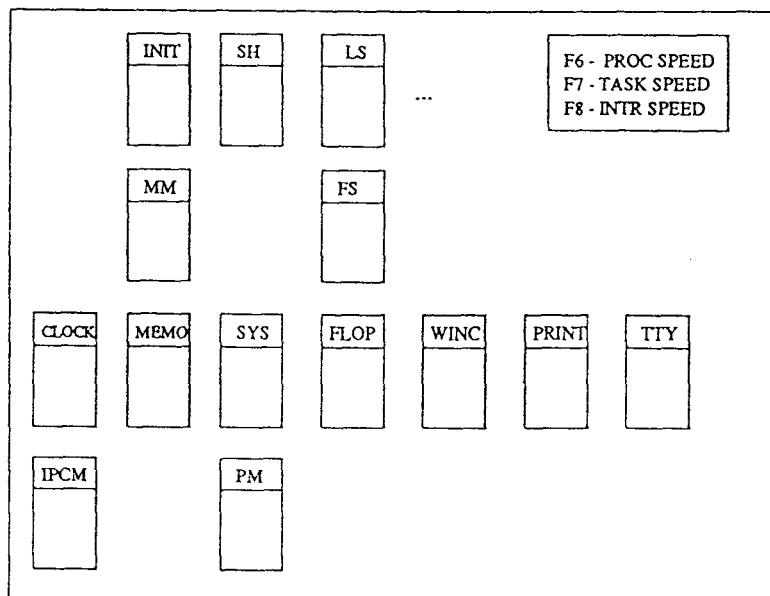 INIT SH LS
...
F6 - PROC SPEED
F7 - TASK SPEED
F8 - INTR SPEED
MM FS
CLOCK MEMO SYS FLOP WINC PRINT TTY
IPCM PM